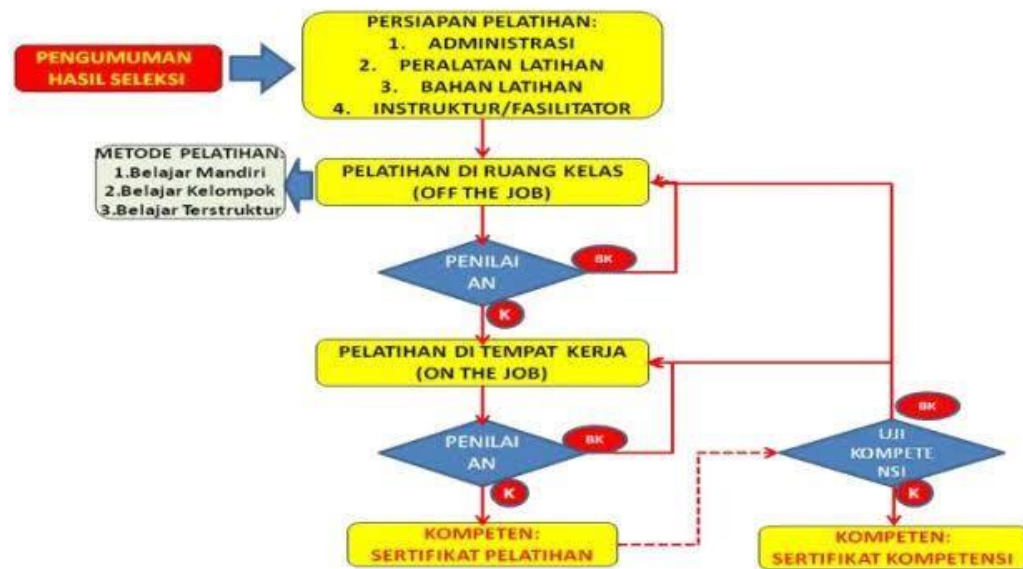 PENGUMUMAN
HASIL SELEKSI
PERSIAPAN PELATIHAN:
1. ADMINISTRASI
2. PERALATAN LATIHAN
3. BAHAN LATIHAN
4. INSTRUKTUR/FASILITATOR
METODE PELATIHAN:
1.Belajar Mandiri
2.Belajar Kelompok
3.Belajar Terstruktur
PELATIHAN DI RUANG KELAS
(OFF THE JOB)
PENILAI
AN
BK
K
PELATIHAN DI TEMPAT KERJA
(ON THE JOB)
PENILAI
AN
BK
K
KOMPETEN:
SERTIFIKAT PELATIHAN
BK
UJI
KOMPETE
NSI
K
KOMPETEN:
SERTIFIKAT KOMPETENSI